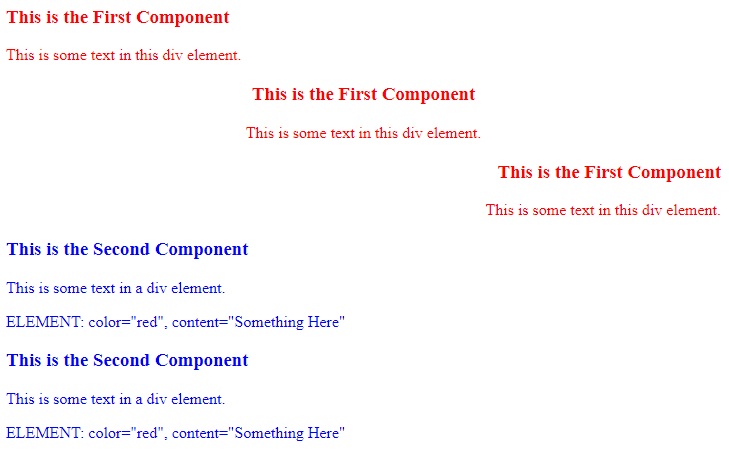 This is the First Component
This is some text in this div element.
This is the First Component
This is some text in this div element.
This is the First Component
This is some text in this div element.
This is the Second Component
This is some text in a div element.
ELEMENT: color="red", content="Something Here"
This is the Second Component
This is some text in a div element.
ELEMENT: color="red", content="Something Here"